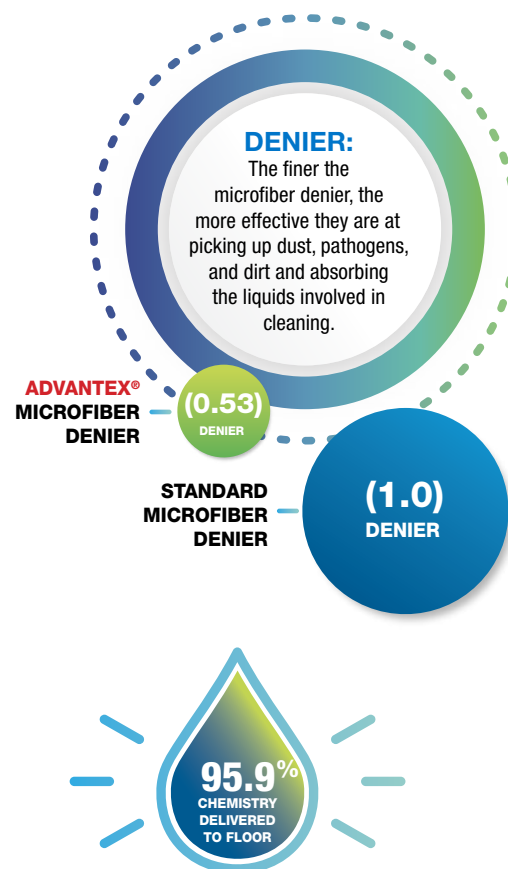 DENIER:
The finer the
microfiber denier, the
more effective they are at
picking up dust, pathogens,
and dirt and absorbing
the liquids involved in
cleaning.
ADVANTEX®
MICROFIBER
DENIER
(0.53)
DENIER
STANDARD
MICROFIBER
DENIER
(1.0)
DENIER
95.9%
CHEMISTRY
DELIVERED
TO FLOOR